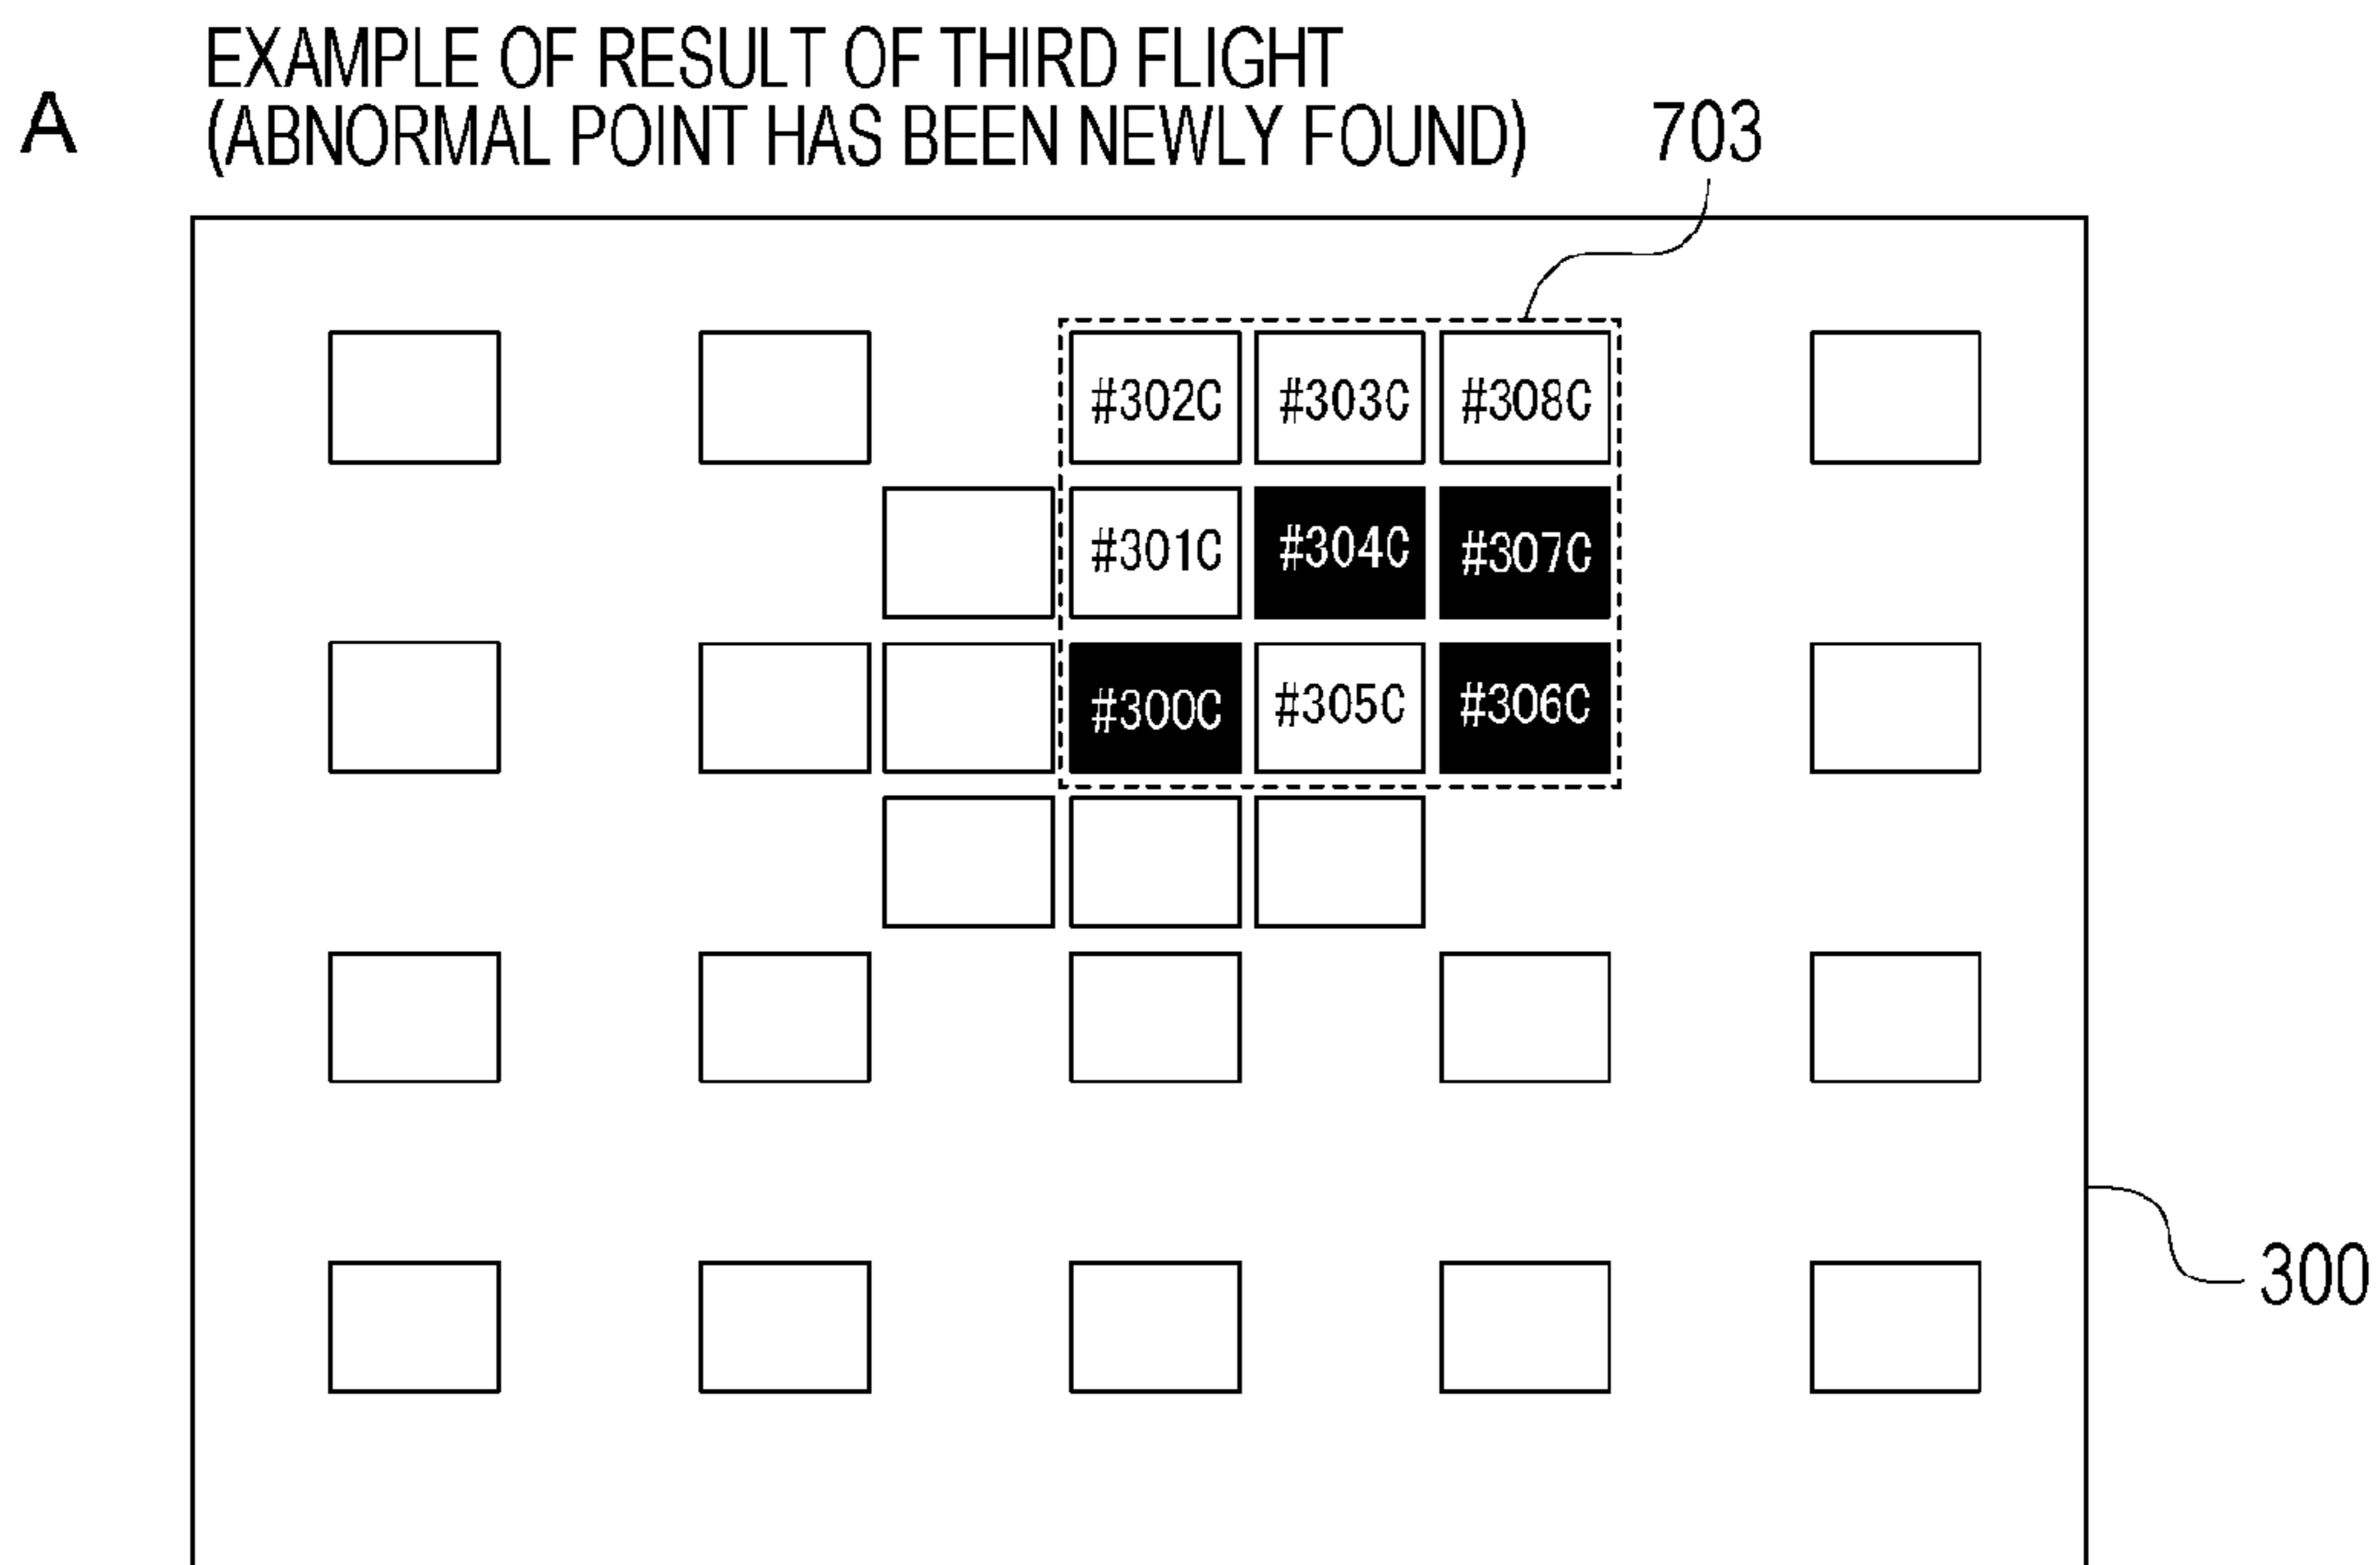 A
EXAMPLE OF RESULT OF THIRD FLIGHT
(ABNORMAL POINT HAS BEEN NEWLY FOUND)
703
#302C #303C #308C
#301C #304C #307C
#300C #305C #306C
300